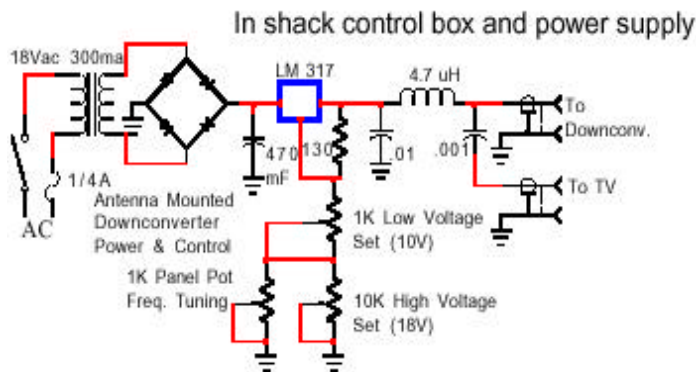 In shack control box and power supply
18Vac 300ma
LM 317
4.7 uH
To
Downconv.
470
mF
130
.01
.001
1/4A
AC
Antenna Mounted
Downconverter
Power & Control
To TV
1K Low Voltage
Set (10V)
1K Panel Pot
Freq. Tuning
10K High Voltage
Set (18V)